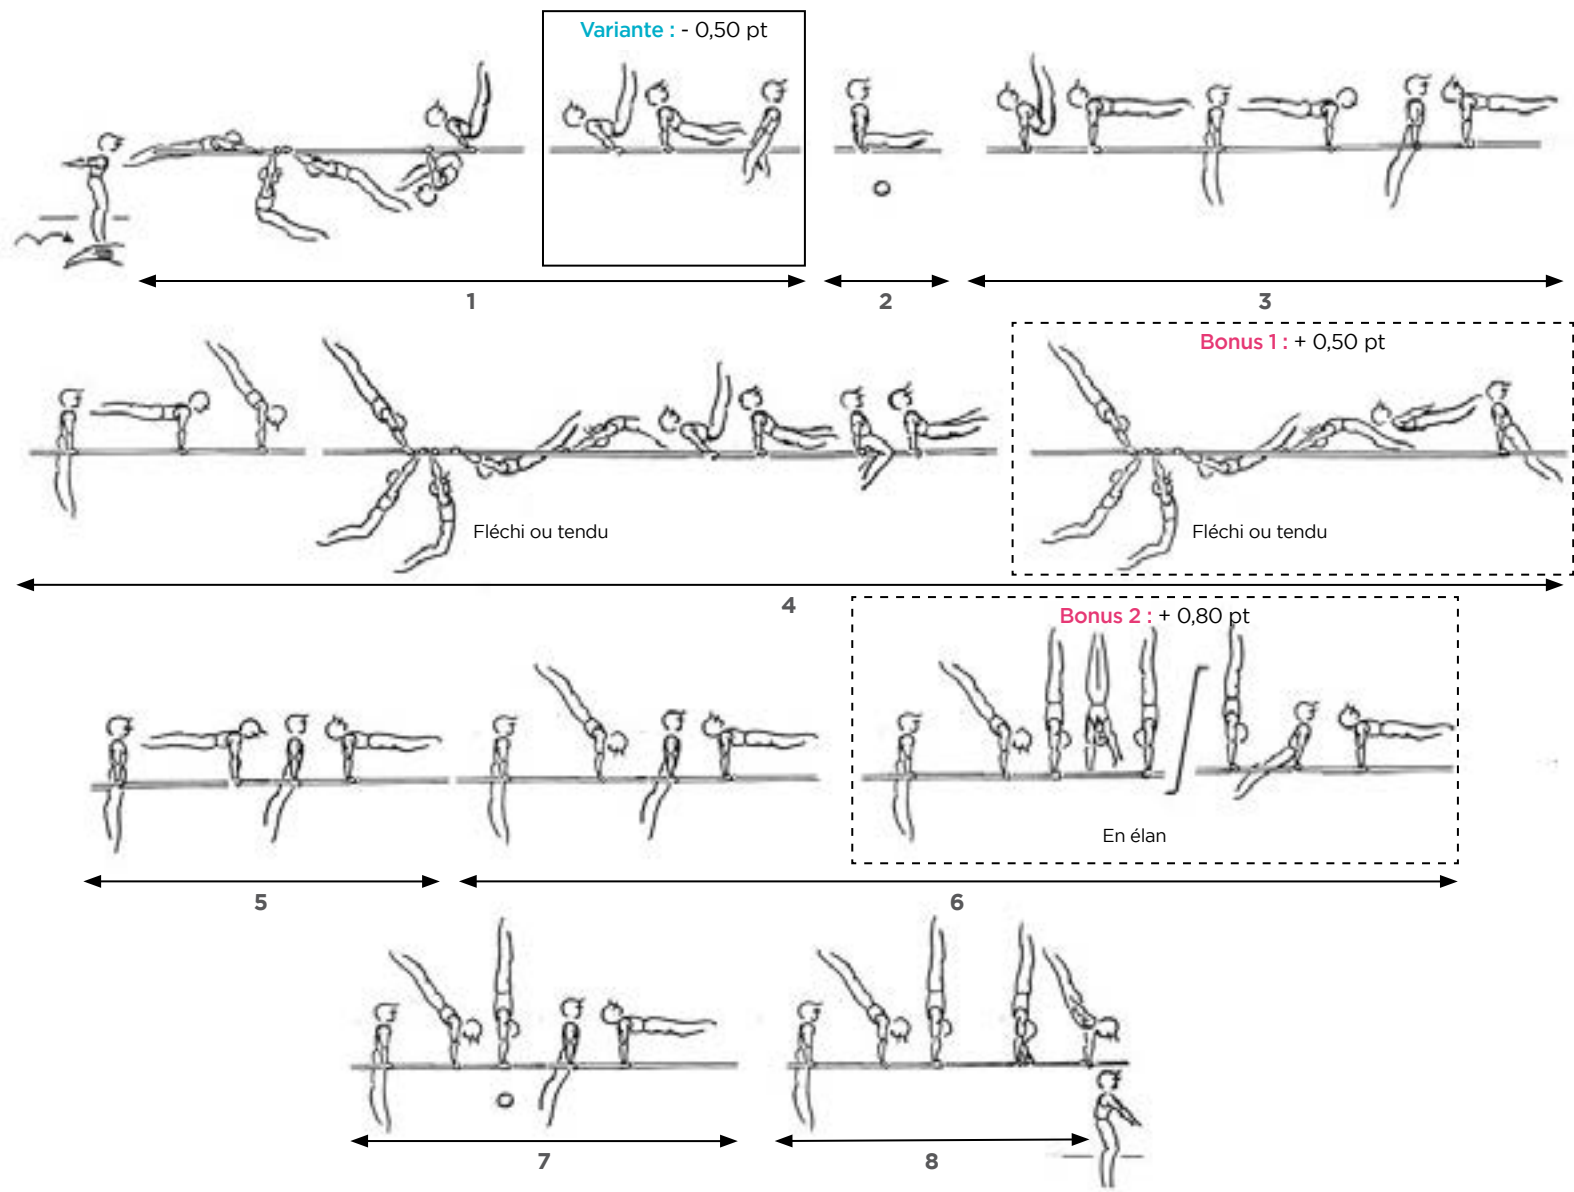 Variante : - 0,50 pt
1
2
3
Bonus 1 : + 0,50 pt
Fléchi ou tendu
Fléchi ou tendu
4
Bonus 2 : + 0,80 pt
En élan
5
6
7
8